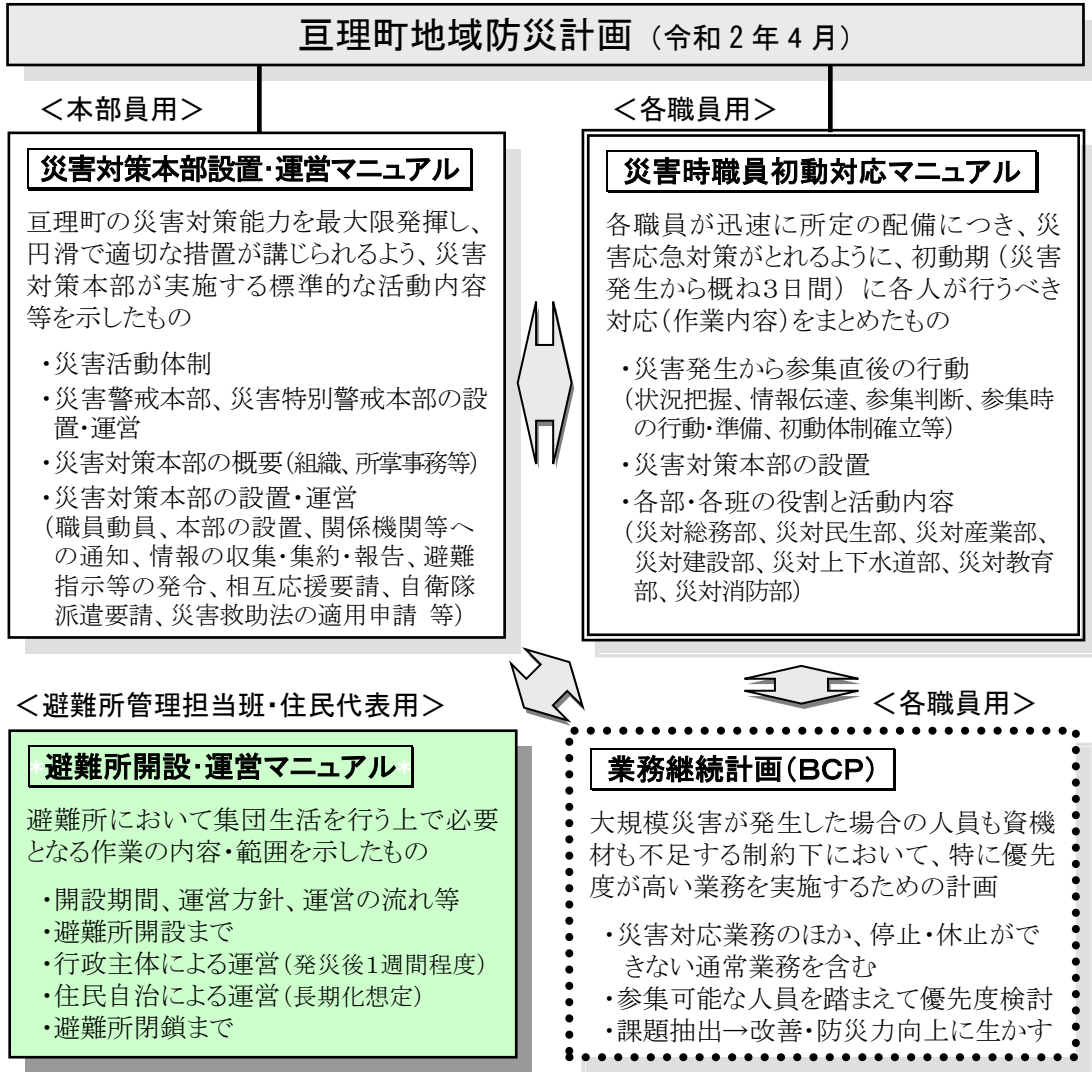 亘理町地域防災計画（令和2年4月）
＜本部員用＞
災害対策本部設置･運営マニュアル
亘理町の災害対策能力を最大限発揮し、
円滑で適切な措置が講じられるよう、災害
対策本部が実施する標準的な活動内容
等を示したもの
・災害活動体制
・災害警戒本部、災害特別警戒本部の設
置・運営
・災害対策本部の概要(組織、所掌事務等)
・災害対策本部の設置・運営
(職員動員、本部の設置、関係機関等へ
の通知、情報の収集・集約・報告、避難
指示等の発令、相互応援要請、自衛隊
派遣要請、災害救助法の適用申請 等)
＜各職員用＞
災害時職員初動対応マニュアル
各職員が迅速に所定の配備につき、災
害応急対策がとれるように、初動期（災害
発生から概ね3日間）に各人が行うべき
対応(作業内容)をまとめたもの
・災害発生から参集直後の行動
(状況把握、情報伝達、参集判断、参集時
の行動・準備、初動体制確立等)
・災害対策本部の設置
・各部・各班の役割と活動内容
(災対総務部、災対民生部、災対産業部、
災対建設部、災対上下水道部、災対教育
部、災対消防部)
＜避難所管理担当班･住民代表用＞
*避難所開設･運営マニュアル*
避難所において集団生活を行う上で必要
となる作業の内容・範囲を示したもの
・開設期間、運営方針、運営の流れ等
・避難所開設まで
・行政主体による運営(発災後1週間程度)
・住民自治による運営(長期化想定)
・避難所閉鎖まで
＜各職員用＞
業務継続計画(BCP)
大規模災害が発生した場合の人員も資機
材も不足する制約下において、特に優先
度が高い業務を実施するための計画
・災害対応業務のほか、停止・休止がで
きない通常業務を含む
・参集可能な人員を踏まえて優先度検討
・課題抽出→改善・防災力向上に生かす